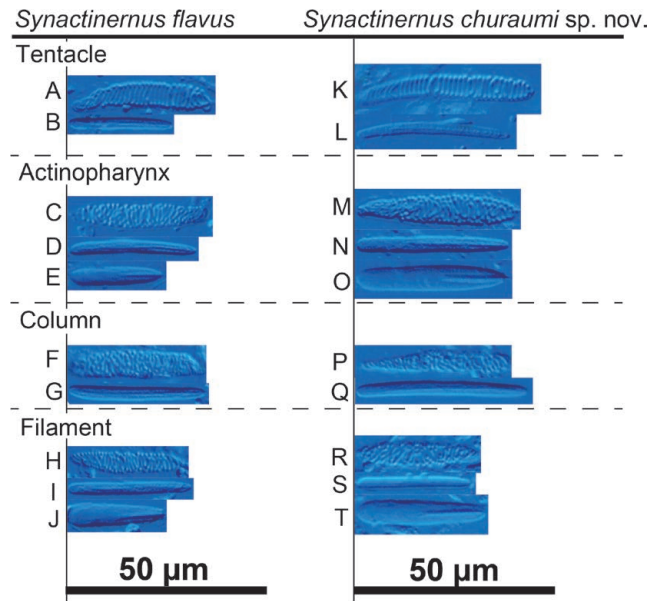 Synactinernus flavus Synactinernus churaumi sp. nov.
Tentacle
A K
B L
Actinopharynx
C M
D N
E O
Column
F P
G Q
Filament
H R
I S
J T
50 µm 50 µm